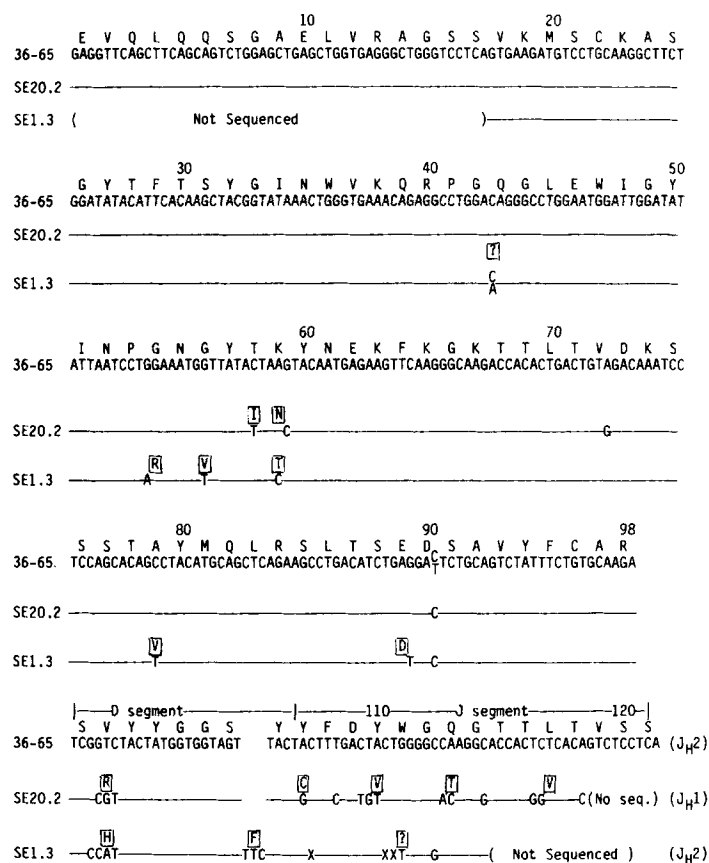 10 20
E V Q L Q Q S G A E L V R A G S S V K M S C K A S
36-65 GAGGTTCAGCTTCAGCAGTCTGGAGCTGAGCTGGTGAGGGCTGGGTCCTCAGTGAAGATGTCCTGCAAGGCTTCT
SE20.2
SE1.3 ( Not Sequenced )
30 40 50
G Y T F T S Y G I N W V K Q R P G Q G L E W I G Y
36-65 GGATATACATTCACAAGCTACGGTATAAACTGGGTGAAACAGAGGCCTGGACAGGGCCTGGAATGGATTGGATAT
SE20.2
?
C
SE1.3 A
60 70
I N P G N G Y T K Y N E K F K G K T T L T V D K S
36-65 ATTAATCCTGGAAATGGTTATACTAAGTACAATGAGAAGTTCAAGGGCAAGACCACACTGACTGTAGACAAATCC
I N
SE20.2 T C G
R V T
SE1.3 A T C
80 90 98
S S T A Y M Q L R S L T S E D S A V Y F C A R
C
36-65. TCCAGCACAGCCTACATGCAGCTCAGAAGCCTGACATCTGAGGA TCTGCAGTCTATTTCTGTGCAAGA
T
SE20.2 C
V D
SE1.3 T T C
|—D segment—| 110 J segment 120
S V Y Y G G S Y Y F D Y W G Q G T T L T V S S
36-65 TCGGTCTACTATGGTGGTAGT TACTACTTTGACTACTGGGGCCAAGGCACCACTCTCACAGTCTCCTCA (JH2)
R C V T V
SE20.2 CGT G C TGT AC G GG C(No seq.) (JH1)
H F ?
SE1.3 CCAT TTC X XXT G ( Not Sequenced ) (JH2)